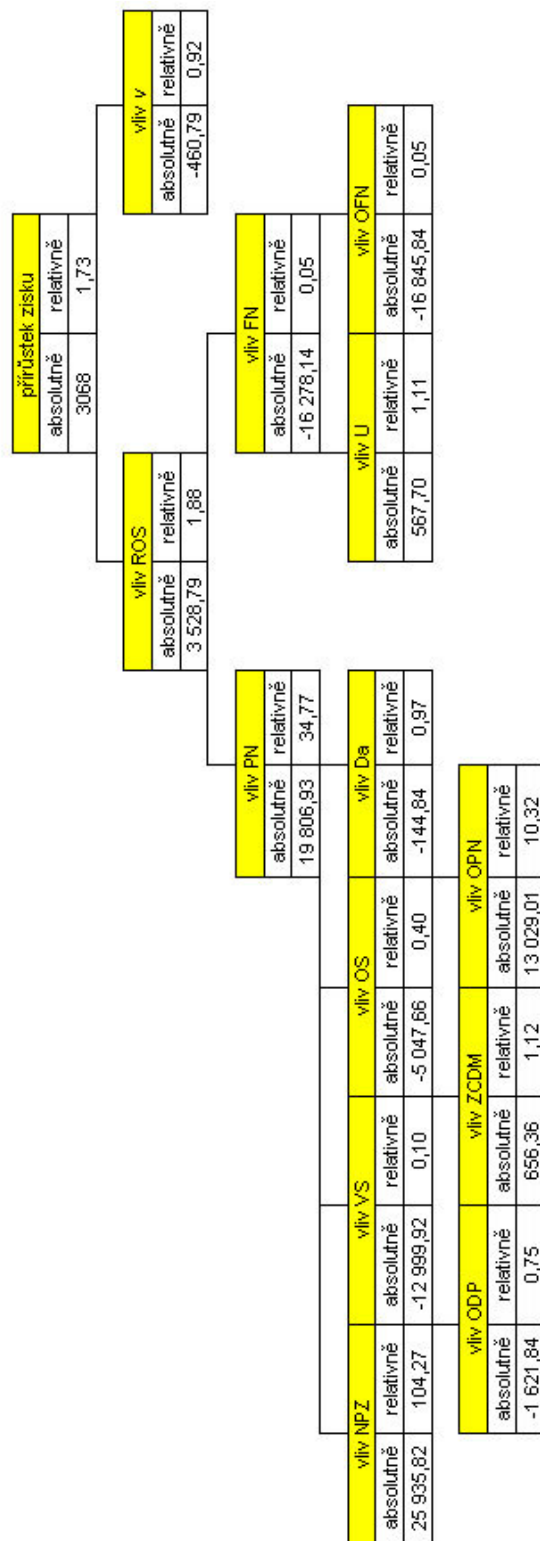 přírůstek zisku
absolutně relativně
3068 1,73
vliv ROS vliv v
absolutně relativně absolutně relativně
3 528,79 1,88 -460,79 0,92
vliv PN vliv FN
absolutně relativně absolutně relativně
19 806,93 34,77 -16 278,14 0,05
vliv NPZ vliv VS vliv OS vliv Da vliv U vliv OFN
absolutně relativně absolutně relativně absolutně relativně absolutně relativně absolutně relativně absolutně relativně
25 935,82 104,27 -12 999,92 0,10 -5 047,66 0,40 -144,84 0,97 567,70 1,11 -16 845,84 0,05
vliv ODP vliv ZCDM vliv OPN
absolutně relativně absolutně relativně absolutně relativně
-1 621,84 0,75 656,36 1,12 13 029,01 10,32